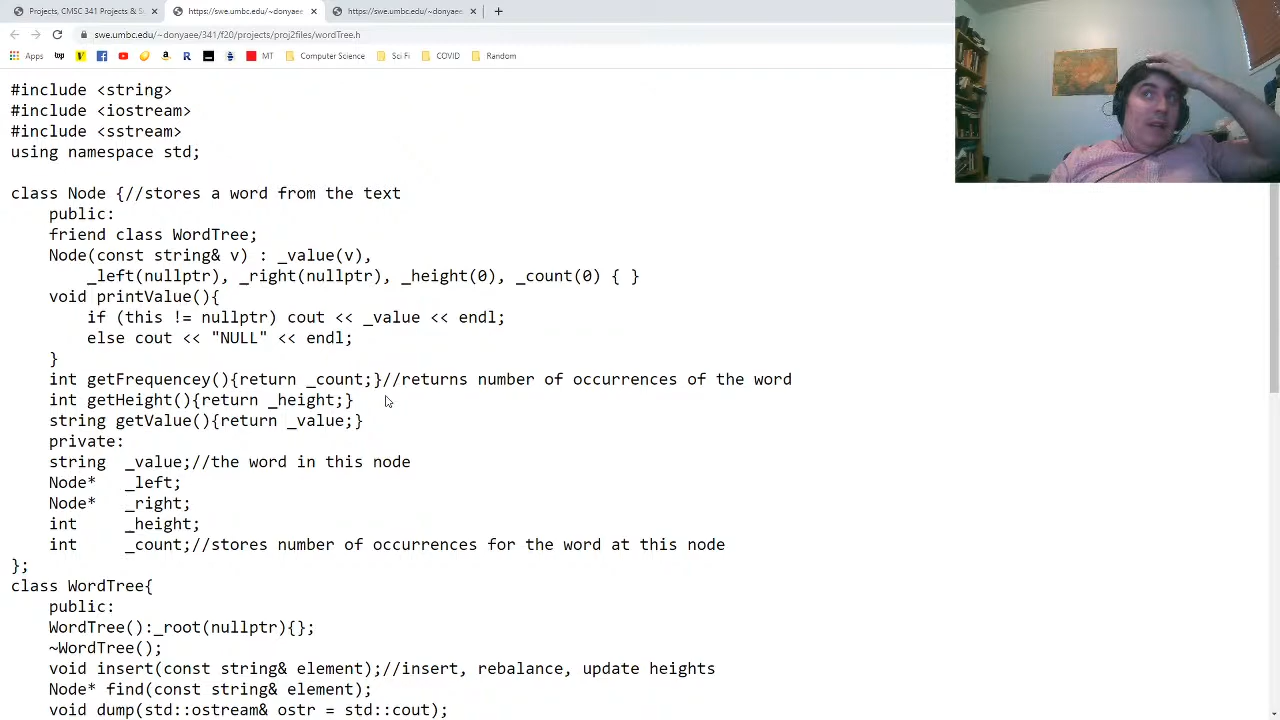 Projects, CMSC 341 Projects & S
https://swe.umbc.edu/~donyaee
https://swe.umbc.edu/~donyaee
swe.umbc.edu/~donyaee/341/f20/projects/proj2files/wordTree.h
Apps
MT
Computer Science
Sci Fi
COVID
Random
#include <string>
#include <iostream>
#include <sstream>
using namespace std;
class Node {//stores a word from the text
public:
friend class WordTree;
Node(const string& v) : _value(v),
_left(nullptr), _right(nullptr), _height(0), _count(0) { }
void printValue(){
if (this != nullptr) cout << _value << endl;
else cout << "NULL" << endl;
}
int getFrequencey(){return _count;}//returns number of occurrences of the word
int getHeight(){return _height;}
string getValue(){return _value;}
private:
string _value;//the word in this node
Node* _left;
Node* _right;
int _height;
int _count;//stores number of occurrences for the word at this node
};
class WordTree{
public:
WordTree():_root(nullptr){};
~WordTree();
void insert(const string& element);//insert, rebalance, update heights
Node* find(const string& element);
void dump(std::ostream& ostr = std::cout);